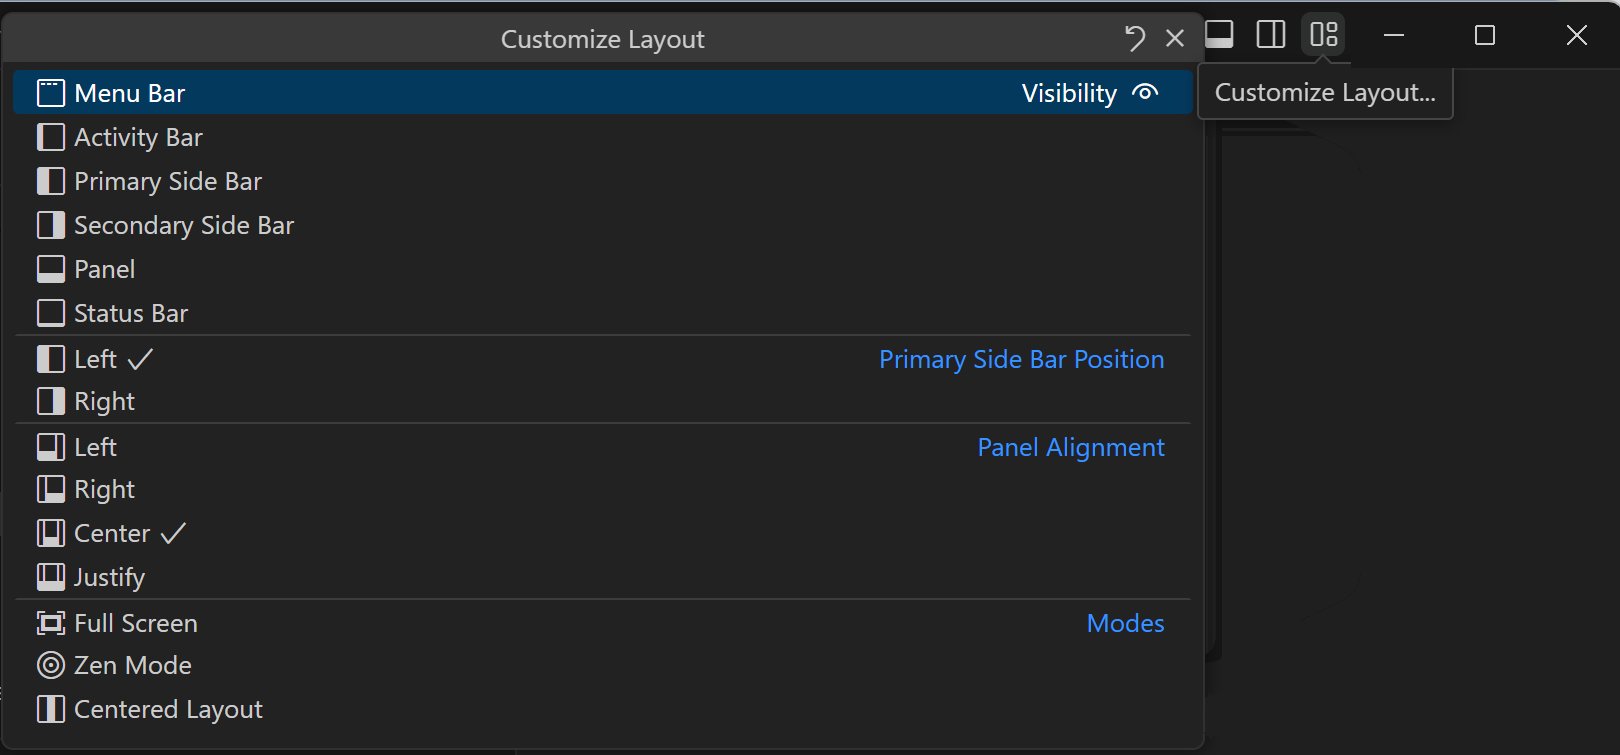 Customize Layout
Menu Bar Visibility
Customize Layout...
Activity Bar
Primary Side Bar
Secondary Side Bar
Panel
Status Bar
Left Primary Side Bar Position
Right
Left Panel Alignment
Right
Center
Justify
Full Screen Modes
Zen Mode
Centered Layout